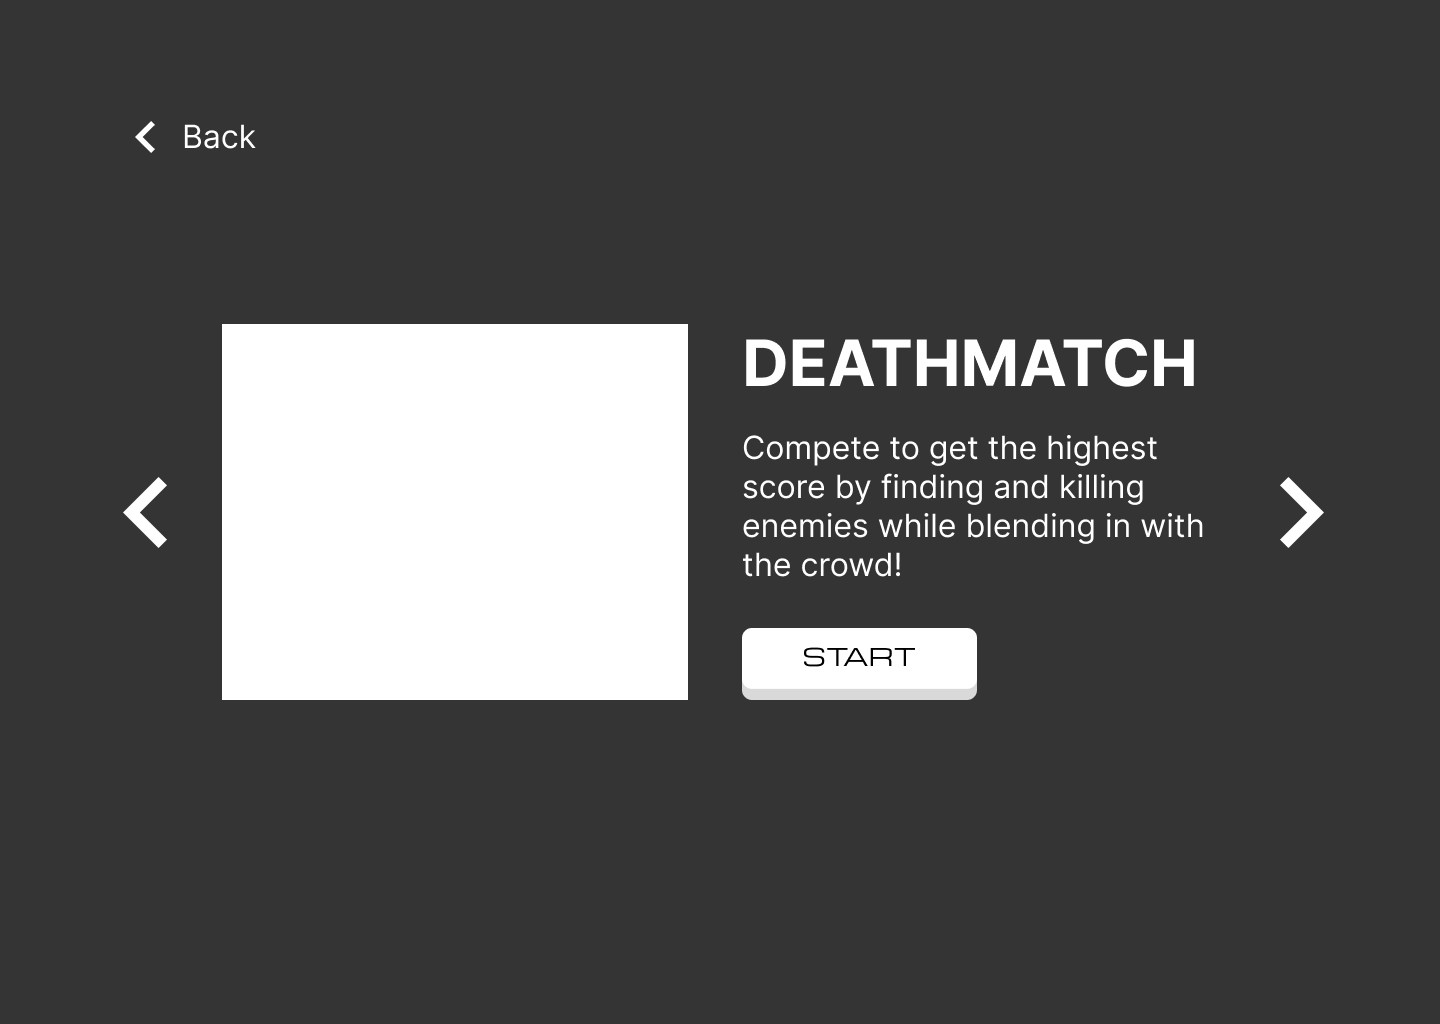 Back
DEATHMATCH
Compete to get the highest
score by finding and killing
enemies while blending in with
the crowd!
START